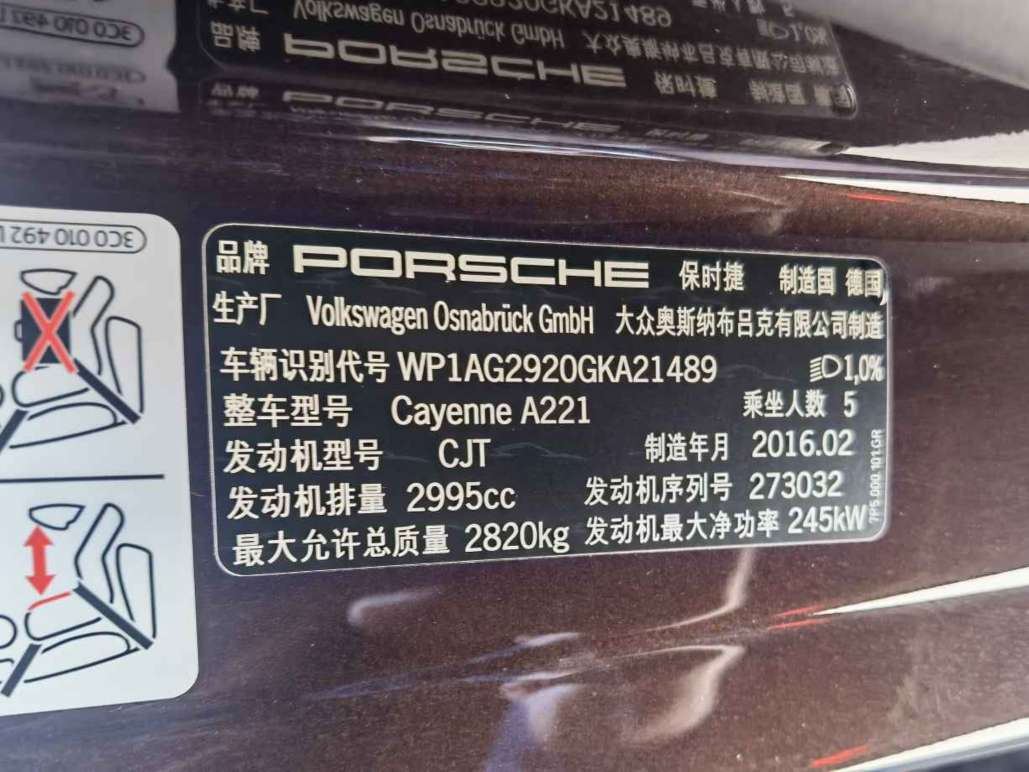 3C0 010 492
品牌 PORSCHE 保时捷 制造国 德国
生产厂 Volkswagen Osnabrück GmbH 大众奥斯纳布吕克有限公司制造
车辆识别代号 WP1AG2920GKA21489 1,0%
整车型号 Cayenne A221 乘坐人数 5
发动机型号 CJT 制造年月 2016.02
发动机排量 2995cc 发动机序列号 273032
最大允许总质量 2820kg 发动机最大净功率 245kW
7P5.000.101.GR